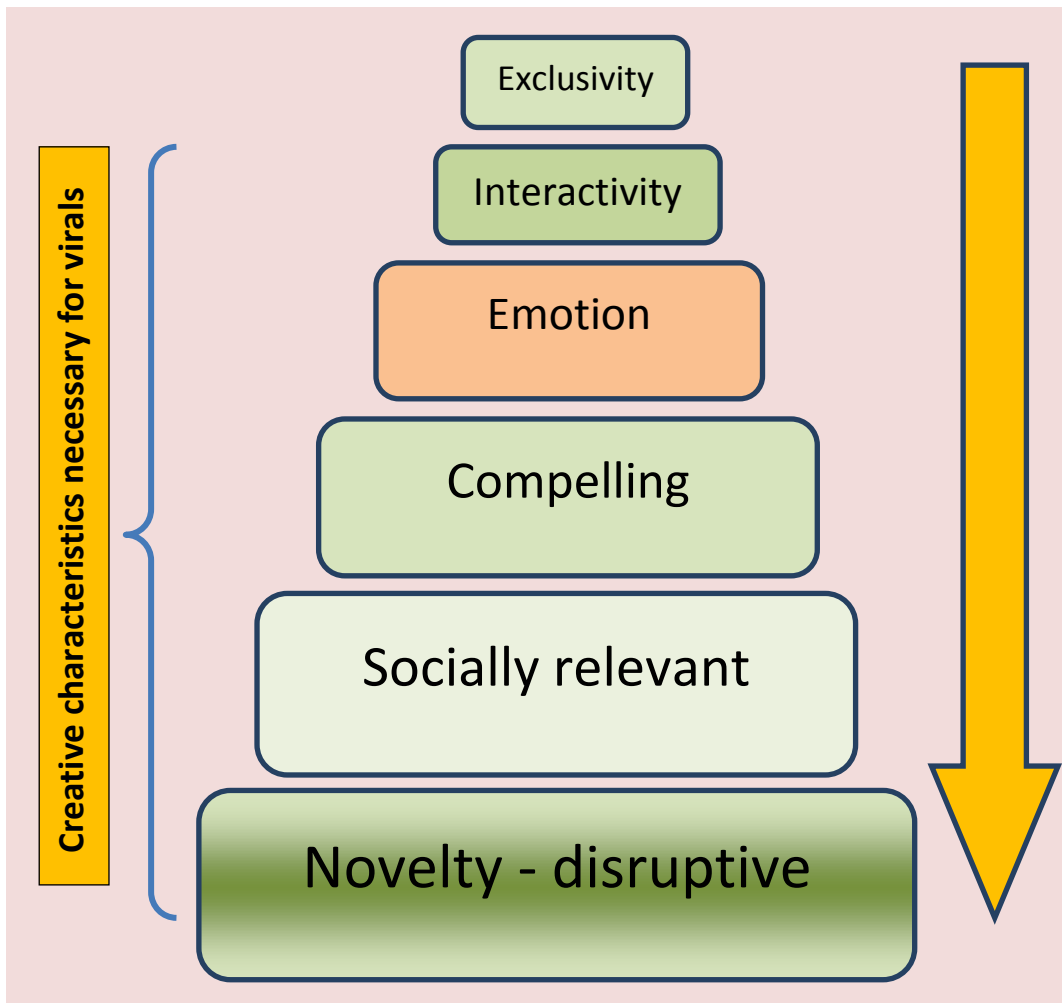 Exclusivity
Interactivity
Emotion
Compelling
Socially relevant
Novelty - disruptive
Creative characteristics necessary for virals